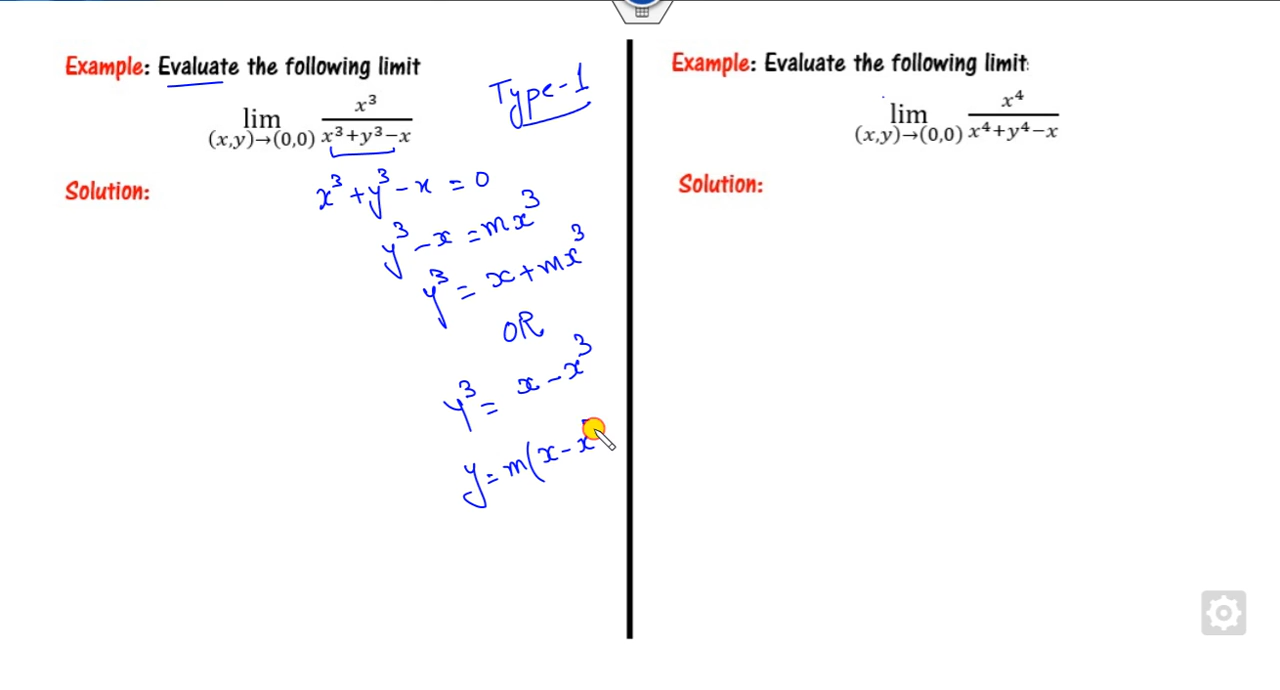 Example: Evaluate the following limit
lim (x,y)→(0,0) x³/(x³+y³−x)
Type-1
Solution:
x³ + y³ - x = 0
y³ - x = mx³
y³ = x + mx³
OR
y³ = x - x³
y = m(x - x
Example: Evaluate the following limit:
lim (x,y)→(0,0) x⁴/(x⁴+y⁴−x)
Solution: